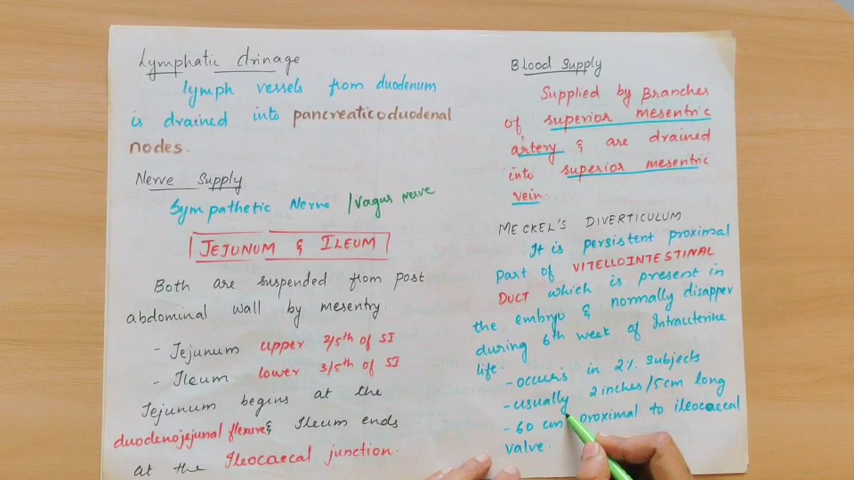 Lymphatic drinage
Lymph vessels from duodenum
is drained into pancreaticoduodenal
nodes.
Nerve Supply
Sympathetic Nerve / Vagus nerve
JEJUNUM & ILEUM
Both are suspended from post
abdominal wall by mesentry.
- Jejunum upper 2/5th of SI
- Ileum lower 3/5th of SI
Jejunum begins at the
duodenojejunal flexure & Ileum ends
at the Ileocaecal junction.
Blood Supply
Supplied by Branches
of superior mesentric
artery & are drained
into superior mesentric
vein.
MECKEL'S DIVERTICULUM
It is persistent proximal
part of VITELLOINTESTINAL
DUCT which is present in
the embryo & normally disapper
during 6th week of Intrauterine
life.
- occurs in 2% subjects
- usually 2 inches/5cm long
- 60 cm proximal to ileocaecal
valve.